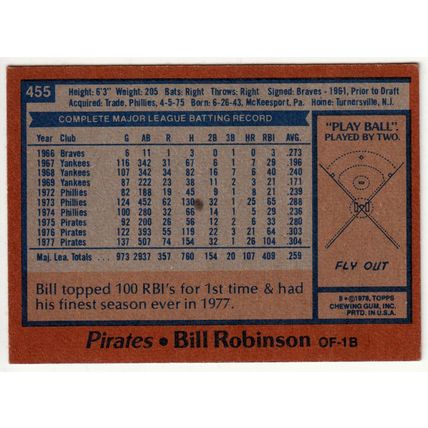 455
Height: 6'3" Weight: 205 Bats: Right Throws: Right Signed: Braves - 1961, Prior to Draft
Acquired: Trade, Phillies, 4-5-75 Born: 6-26-43 McKeesport, Pa. Home: Turnersville, N.J.
COMPLETE MAJOR LEAGUE BATTING RECORD
Year Club G AB R H 2B 3B HR RBI AVG.
1966 Braves 6 11 1 3 0 1 0 3 .273
1967 Yankees 116 342 31 67 6 1 7 29 .196
1968 Yankees 107 342 34 82 16 7 6 40 .240
1969 Yankees 87 222 23 38 11 2 3 21 .171
1972 Phillies 82 188 19 45 9 1 8 21 .239
1973 Phillies 124 452 62 130 32 1 25 65 .288
1974 Phillies 100 280 32 66 14 1 5 21 .236
1975 Pirates 92 200 26 56 12 2 6 33 .280
1976 Pirates 122 393 55 119 22 3 21 64 .303
1977 Pirates 137 507 74 154 32 1 26 104 .304
Maj. Lea. Totals 973 2937 357 760 154 20 107 409 .259
Bill topped 100 RBI's for 1st time & had
his finest season ever in 1977.
"PLAY BALL"
PLAYED BY TWO.
FLY OUT
©1978, TOPPS
CHEWING GUM, INC.
PRTD. IN U.S.A.
Pirates • Bill Robinson OF-1B